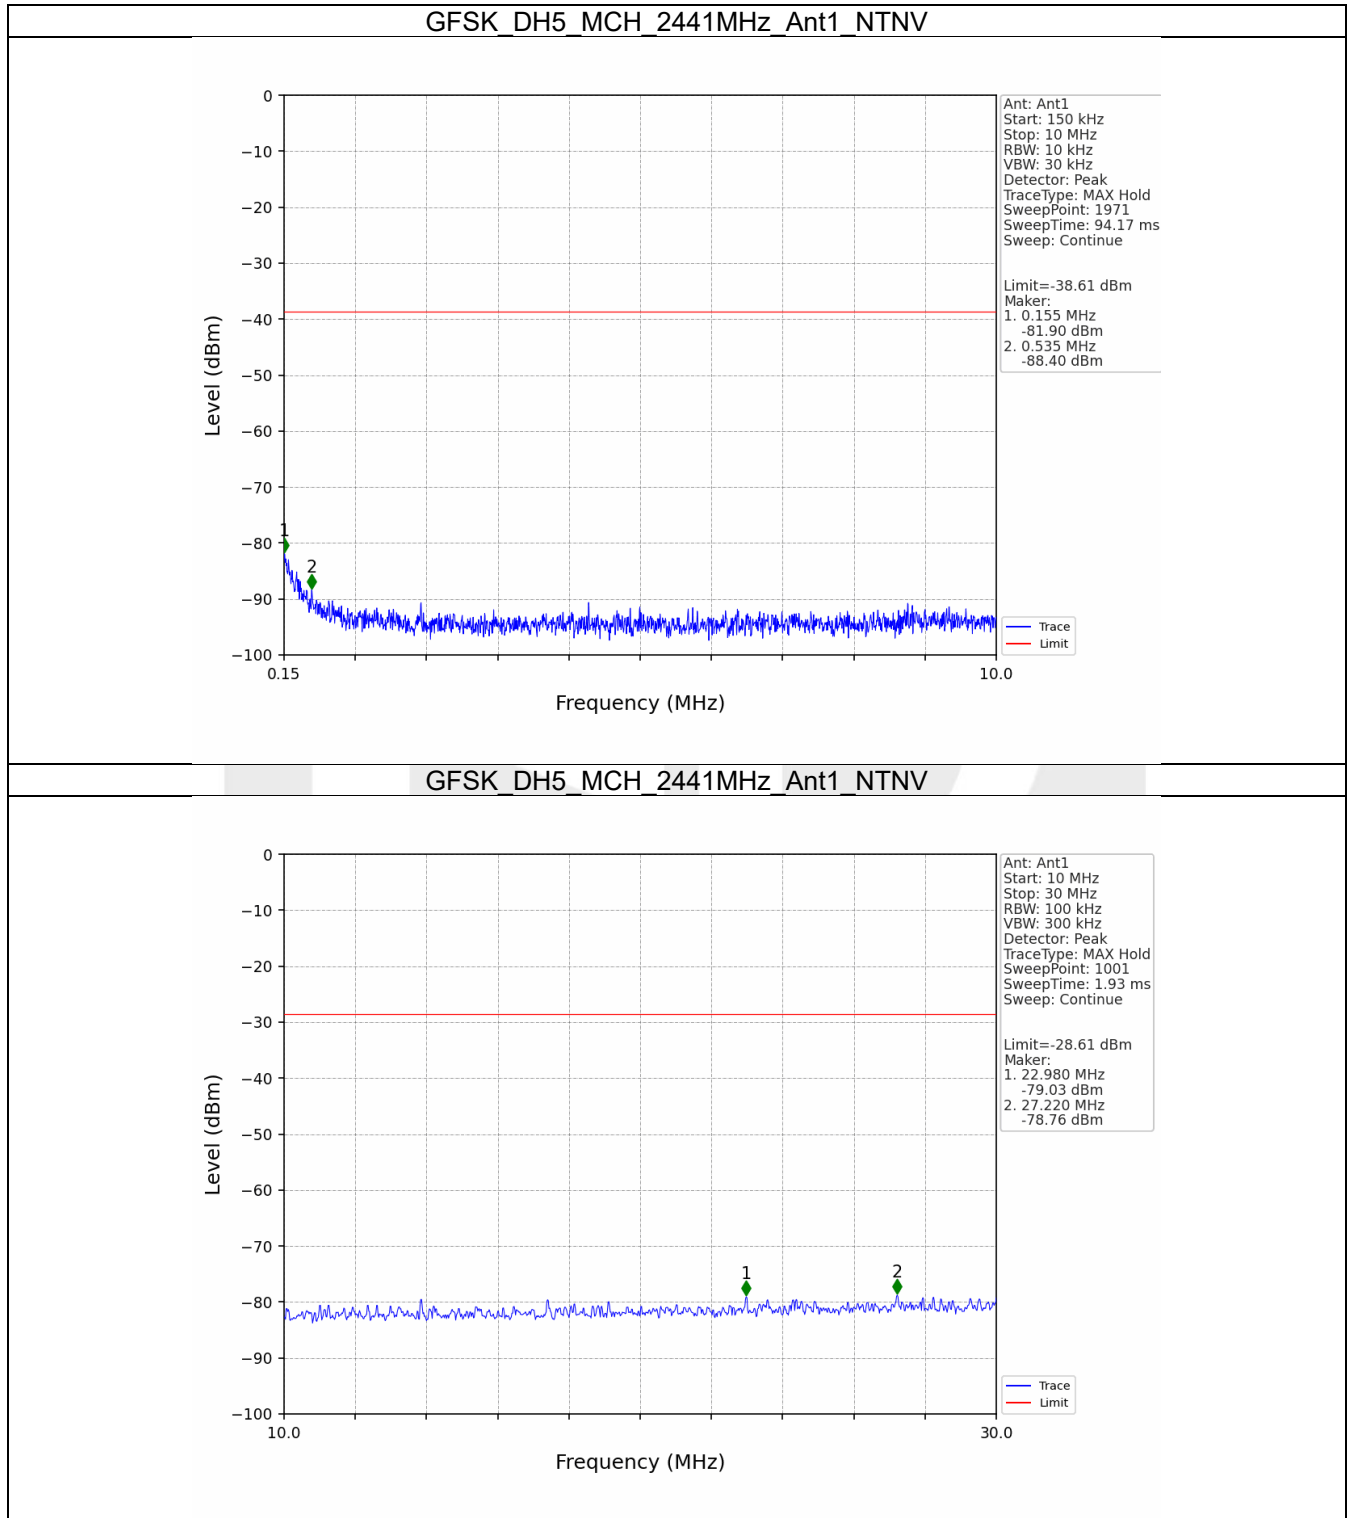 GFSK_DH5_MCH_2441MHz_Ant1_NTNV
0
−10
−20
−30
−40
−50
−60
−70
−80
−90
−100
Level (dBm)
1
2
0.15
10.0
Frequency (MHz)
Ant: Ant1
Start: 150 kHz
Stop: 10 MHz
RBW: 10 kHz
VBW: 30 kHz
Detector: Peak
TraceType: MAX Hold
SweepPoint: 1971
SweepTime: 94.17 ms
Sweep: Continue
Limit=-38.61 dBm
Maker:
1. 0.155 MHz
-81.90 dBm
2. 0.535 MHz
-88.40 dBm
Trace
Limit
GFSK_DH5_MCH_2441MHz_Ant1_NTNV
0
−10
−20
−30
−40
−50
−60
−70
−80
−90
−100
Level (dBm)
1
2
10.0
30.0
Frequency (MHz)
Ant: Ant1
Start: 10 MHz
Stop: 30 MHz
RBW: 100 kHz
VBW: 300 kHz
Detector: Peak
TraceType: MAX Hold
SweepPoint: 1001
SweepTime: 1.93 ms
Sweep: Continue
Limit=-28.61 dBm
Maker:
1. 22.980 MHz
-79.03 dBm
2. 27.220 MHz
-78.76 dBm
Trace
Limit